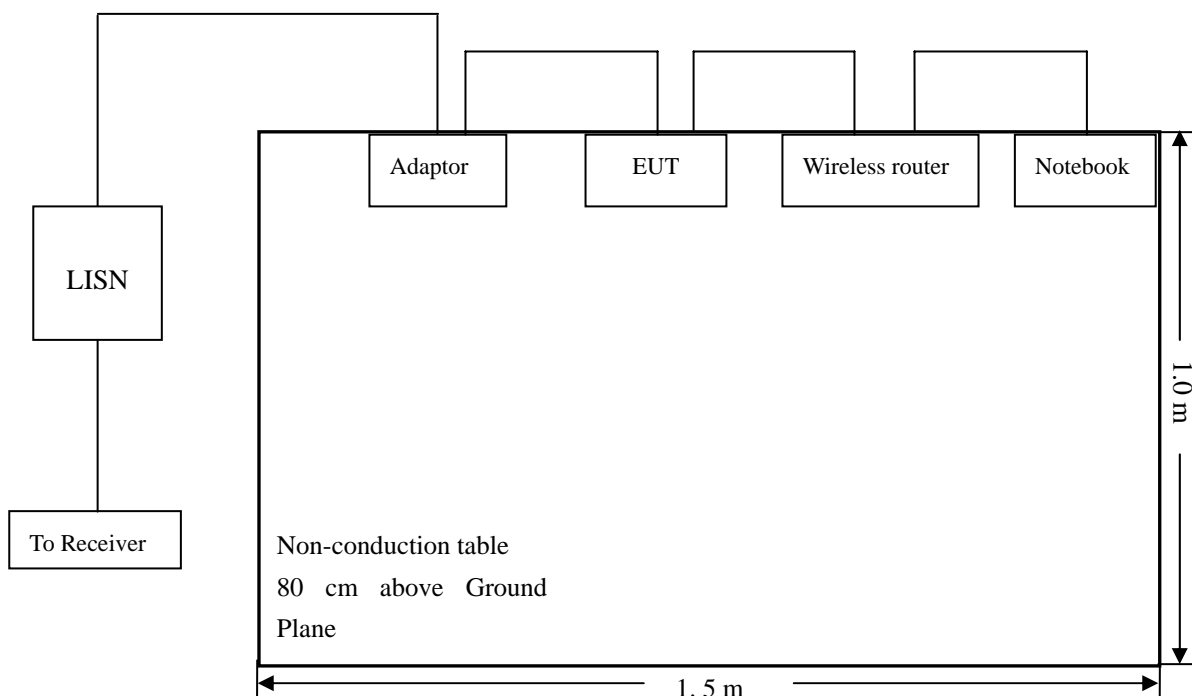 Adaptor
EUT
Wireless router
Notebook
LISN
1.0 m
To Receiver
Non-conduction table
80 cm above Ground
Plane
1. 5 m